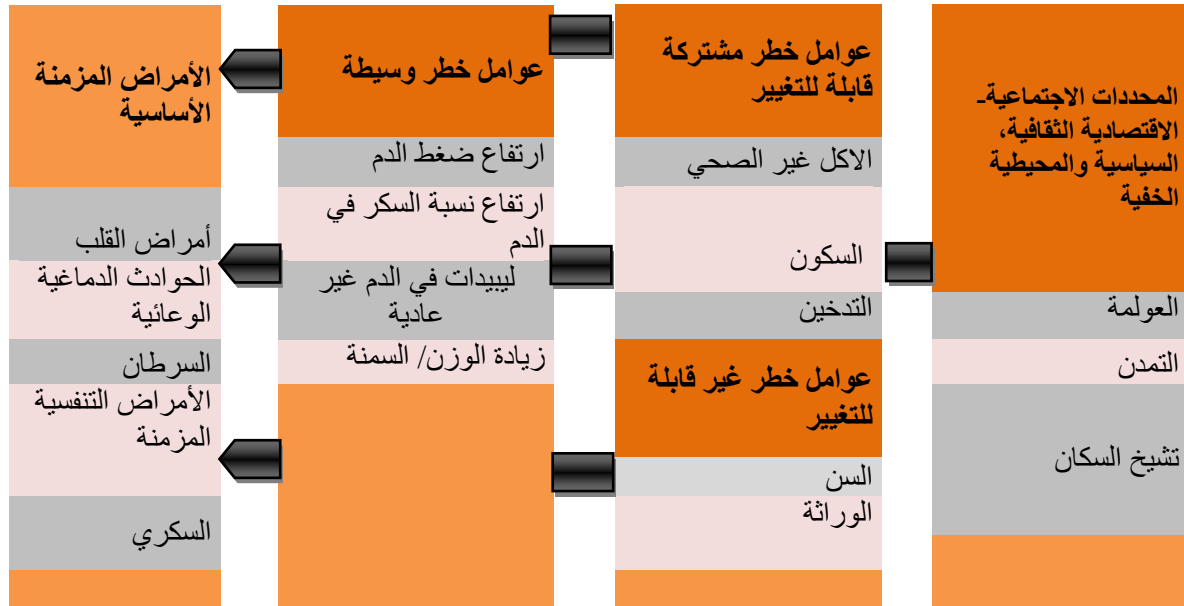 المحددات الاجتماعية-
الاقتصادية الثقافية،
السياسية والمحيطية
الخفية
العولمة
التمدن
تشيخ السكان
عوامل خطر مشتركة
قابلة للتغيير
الاكل غير الصحي
السكون
التدخين
عوامل خطر غير قابلة
للتغيير
السن
الوراثة
عوامل خطر وسيطة
ارتفاع ضغط الدم
ارتفاع نسبة السكر في
الدم
ليبيدات في الدم غير
عادية
زيادة الوزن/ السمنة
الأمراض المزمنة
الأساسية
أمراض القلب
الحوادث الدماغية
الوعائية
السرطان
الأمراض التنفسية
المزمنة
السكري